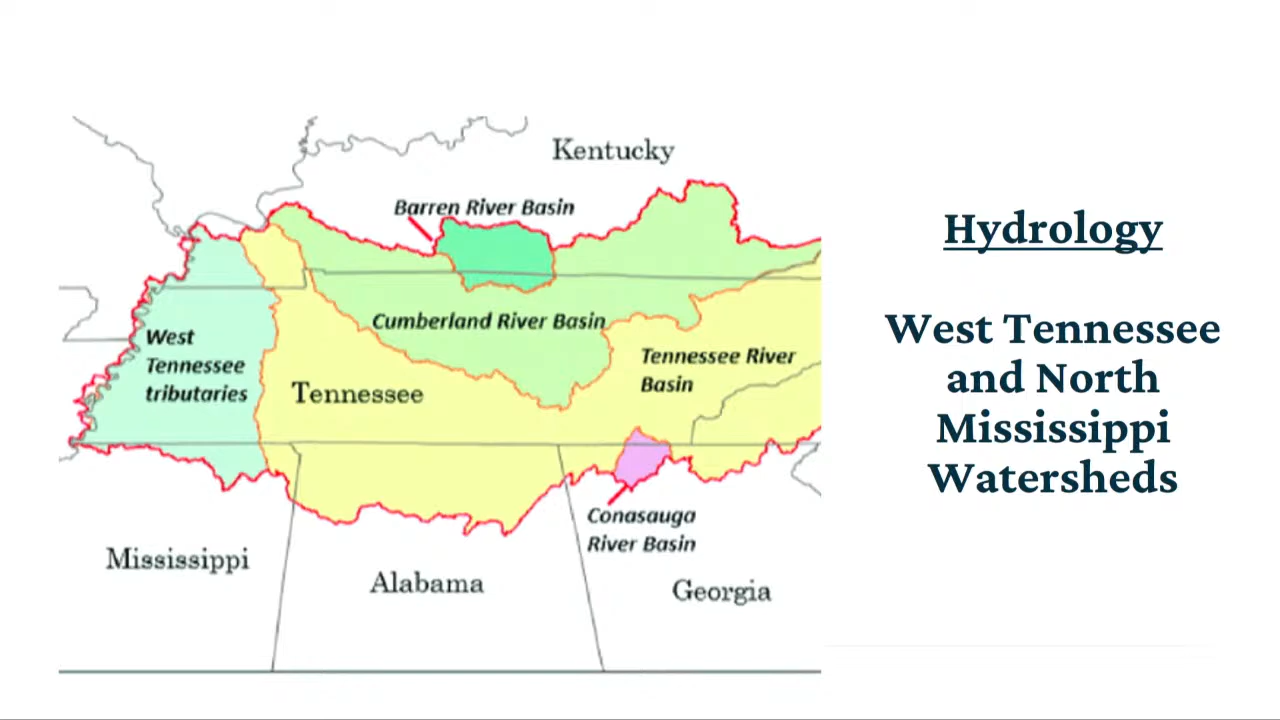 Kentucky
Barren River Basin
Cumberland River Basin
West
Tennessee
tributaries
Tennessee
Tennessee River
Basin
Conasauga
River Basin
Mississippi
Alabama
Georgia
Hydrology
West Tennessee
and North
Mississippi
Watersheds